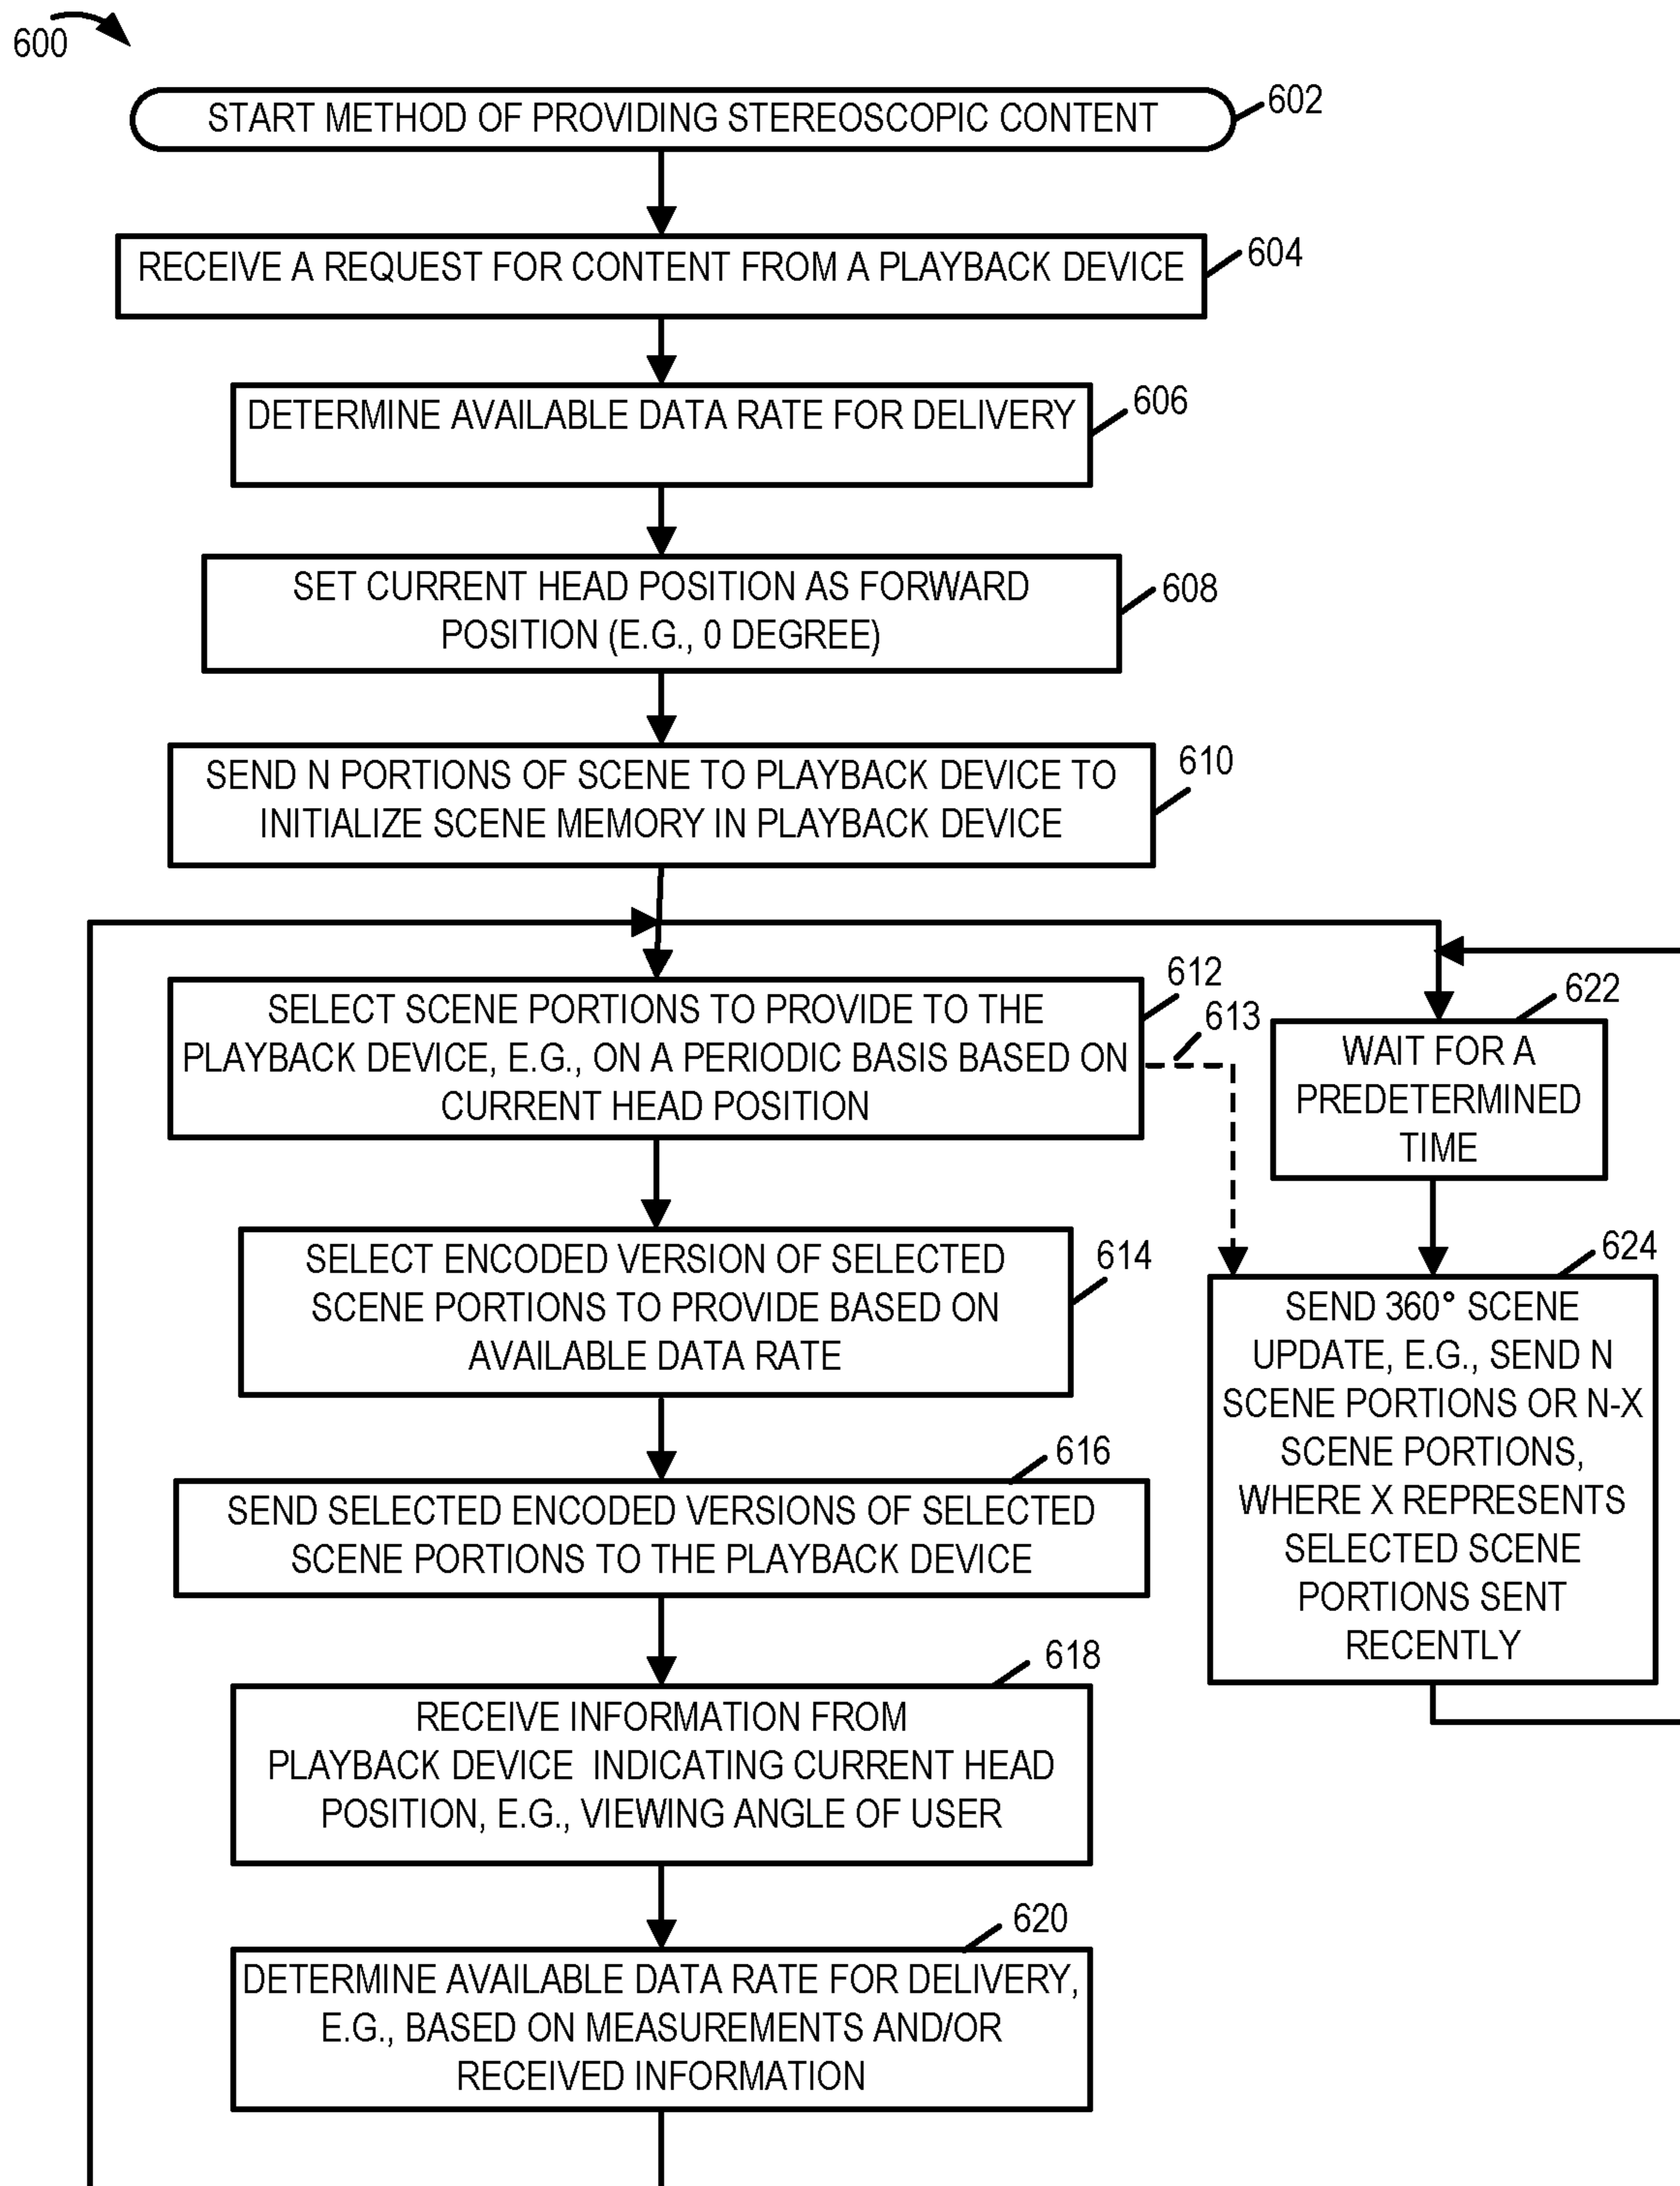 600
START METHOD OF PROVIDING STEREOSCOPIC CONTENT
602
RECEIVE A REQUEST FOR CONTENT FROM A PLAYBACK DEVICE
604
DETERMINE AVAILABLE DATA RATE FOR DELIVERY
606
SET CURRENT HEAD POSITION AS FORWARD
POSITION (E.G., 0 DEGREE)
608
SEND N PORTIONS OF SCENE TO PLAYBACK DEVICE TO
INITIALIZE SCENE MEMORY IN PLAYBACK DEVICE
610
SELECT SCENE PORTIONS TO PROVIDE TO THE
PLAYBACK DEVICE, E.G., ON A PERIODIC BASIS BASED ON
CURRENT HEAD POSITION
612
613
WAIT FOR A
PREDETERMINED
TIME
622
SELECT ENCODED VERSION OF SELECTED
SCENE PORTIONS TO PROVIDE BASED ON
AVAILABLE DATA RATE
614
SEND 360° SCENE
UPDATE, E.G., SEND N
SCENE PORTIONS OR N-X
SCENE PORTIONS,
WHERE X REPRESENTS
SELECTED SCENE
PORTIONS SENT
RECENTLY
624
SEND SELECTED ENCODED VERSIONS OF SELECTED
SCENE PORTIONS TO THE PLAYBACK DEVICE
616
RECEIVE INFORMATION FROM
PLAYBACK DEVICE INDICATING CURRENT HEAD
POSITION, E.G., VIEWING ANGLE OF USER
618
DETERMINE AVAILABLE DATA RATE FOR DELIVERY,
E.G., BASED ON MEASUREMENTS AND/OR
RECEIVED INFORMATION
620